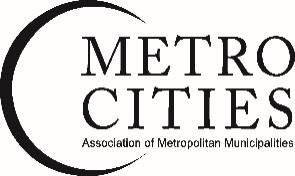 METRO
CITIES
Association of Metropolitan Municipalities